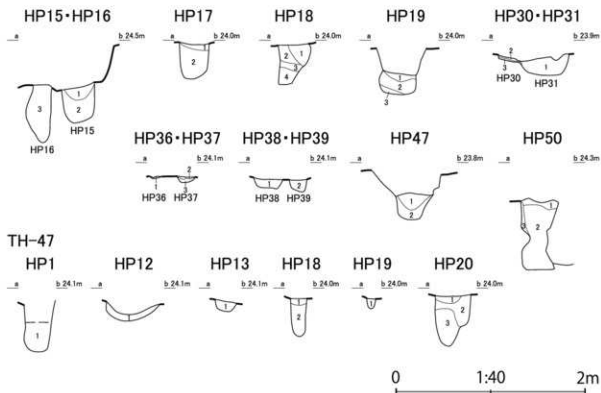 HP15・HP16 HP17 HP18 HP19 HP30・HP31
a b 24.5m a b 24.0m a b 24.0m a b 24.0m a b 23.9m
3 1 2 HP16 HP15
1 2
1 2 3 4
1 2 3
2 3 1 HP30 HP31
HP36・HP37 HP38・HP39 HP47 HP50
a b 24.1m a b 24.1m a b 23.8m a b 24.3m
1 2 3 HP36 HP37
1 2 HP38 HP39
1 2
1 2 3
TH-47
HP1 HP12 HP13 HP18 HP19 HP20
a b 24.1m a b 24.1m a b 24.1m a b 24.0m a b 24.0m a b 24.0m
1
1
1
1 2
1
1 2 3
0 1:40 2m